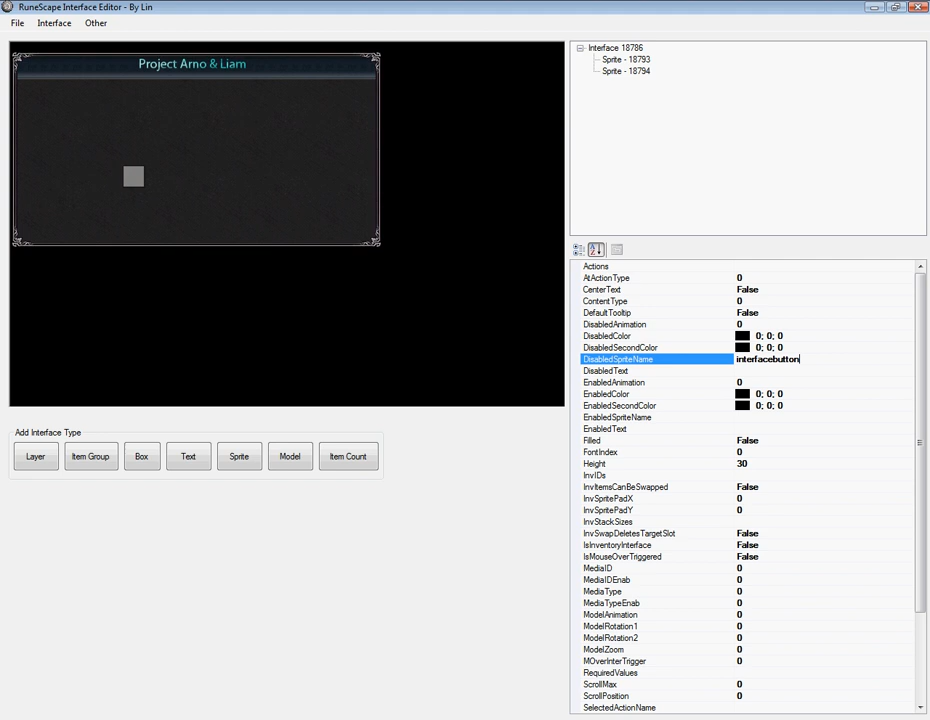 RuneScape Interface Editor - By Lin
File Interface Other
Project Arno & Liam
Add Interface Type
Layer Item Group Box Text Sprite Model Item Count
Interface 18786
Sprite - 18793
Sprite - 18794
Actions
AtActionType 0
CenterText False
ContentType 0
DefaultTooltip False
DisabledAnimation 0
DisabledColor 0; 0; 0
DisabledSecondColor 0; 0; 0
DisabledSpriteName interfacebutton
DisabledText
EnabledAnimation 0
EnabledColor 0; 0; 0
EnabledSecondColor 0; 0; 0
EnabledSpriteName
EnabledText
Filled False
FontIndex 0
Height 30
InvIDs
InvItemsCanBeSwapped False
InvSpritePadX 0
InvSpritePadY 0
InvStackSizes
InvSwapDeletesTargetSlot False
IsInventoryInterface False
IsMouseOverTriggered False
MediaID 0
MediaIDEnab 0
MediaType 0
MediaTypeEnab 0
ModelAnimation 0
ModelRotation1 0
ModelRotation2 0
ModelZoom 0
MOverInterTrigger 0
RequiredValues
ScrollMax 0
ScrollPosition 0
SelectedActionName